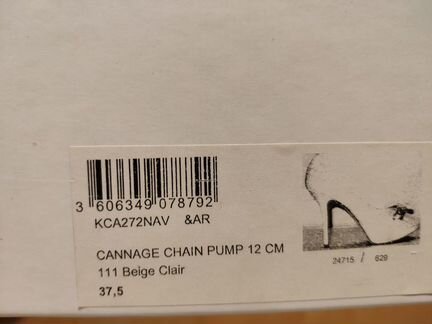 3 606349 078792
KCA272NAV &AR
CANNAGE CHAIN PUMP 12 CM
111 Beige Clair
37,5
24715 / 629